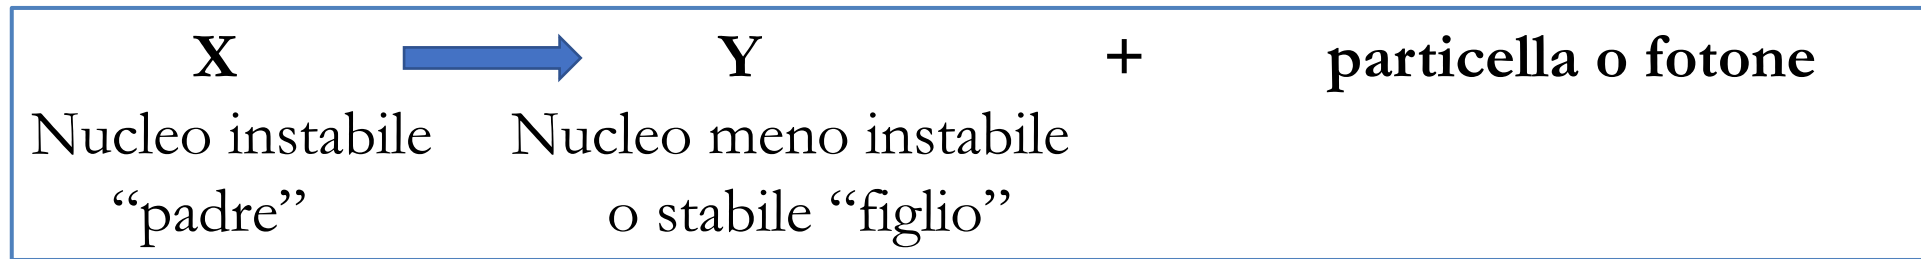 X Y + particella o fotone
Nucleo instabile Nucleo meno instabile
“padre” o stabile “figlio”